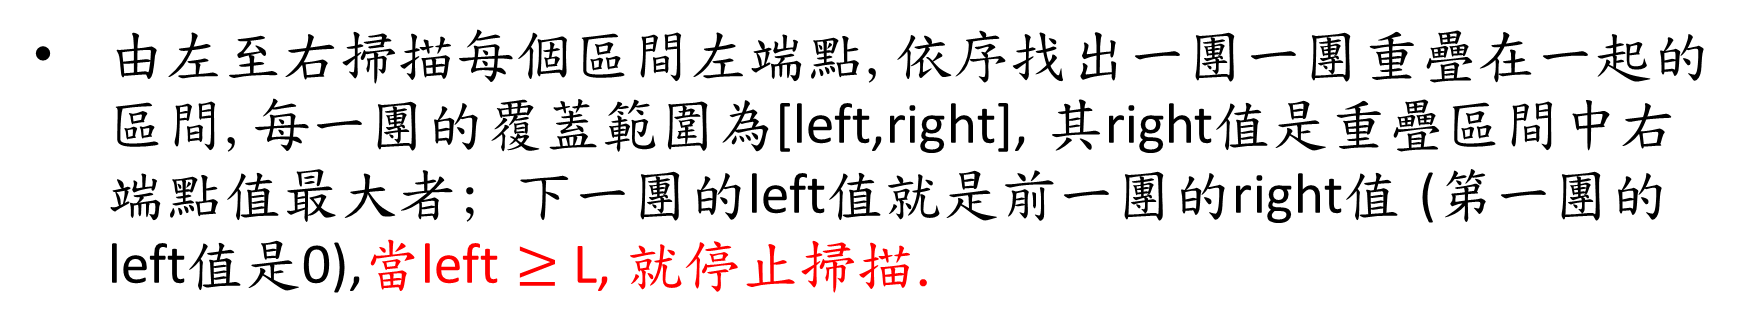 • 由左至右掃描每個區間左端點, 依序找出一團一團重疊在一起的
區間, 每一團的覆蓋範圍為[left,right], 其right值是重疊區間中右
端點值最大者; 下一團的left值就是前一團的right值 (第一團的
left值是0),當left ≥ L, 就停止掃描.